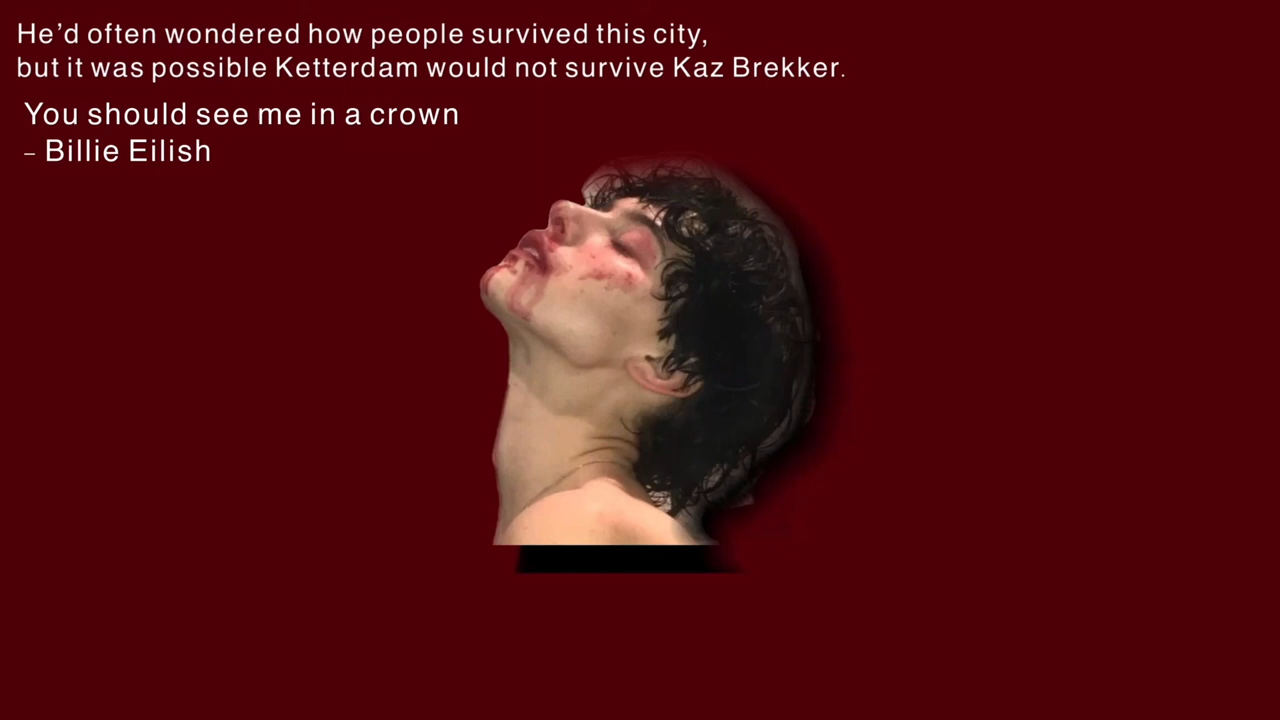 He’d often wondered how people survived this city,
but it was possible Ketterdam would not survive Kaz Brekker.
You should see me in a crown
– Billie Eilish